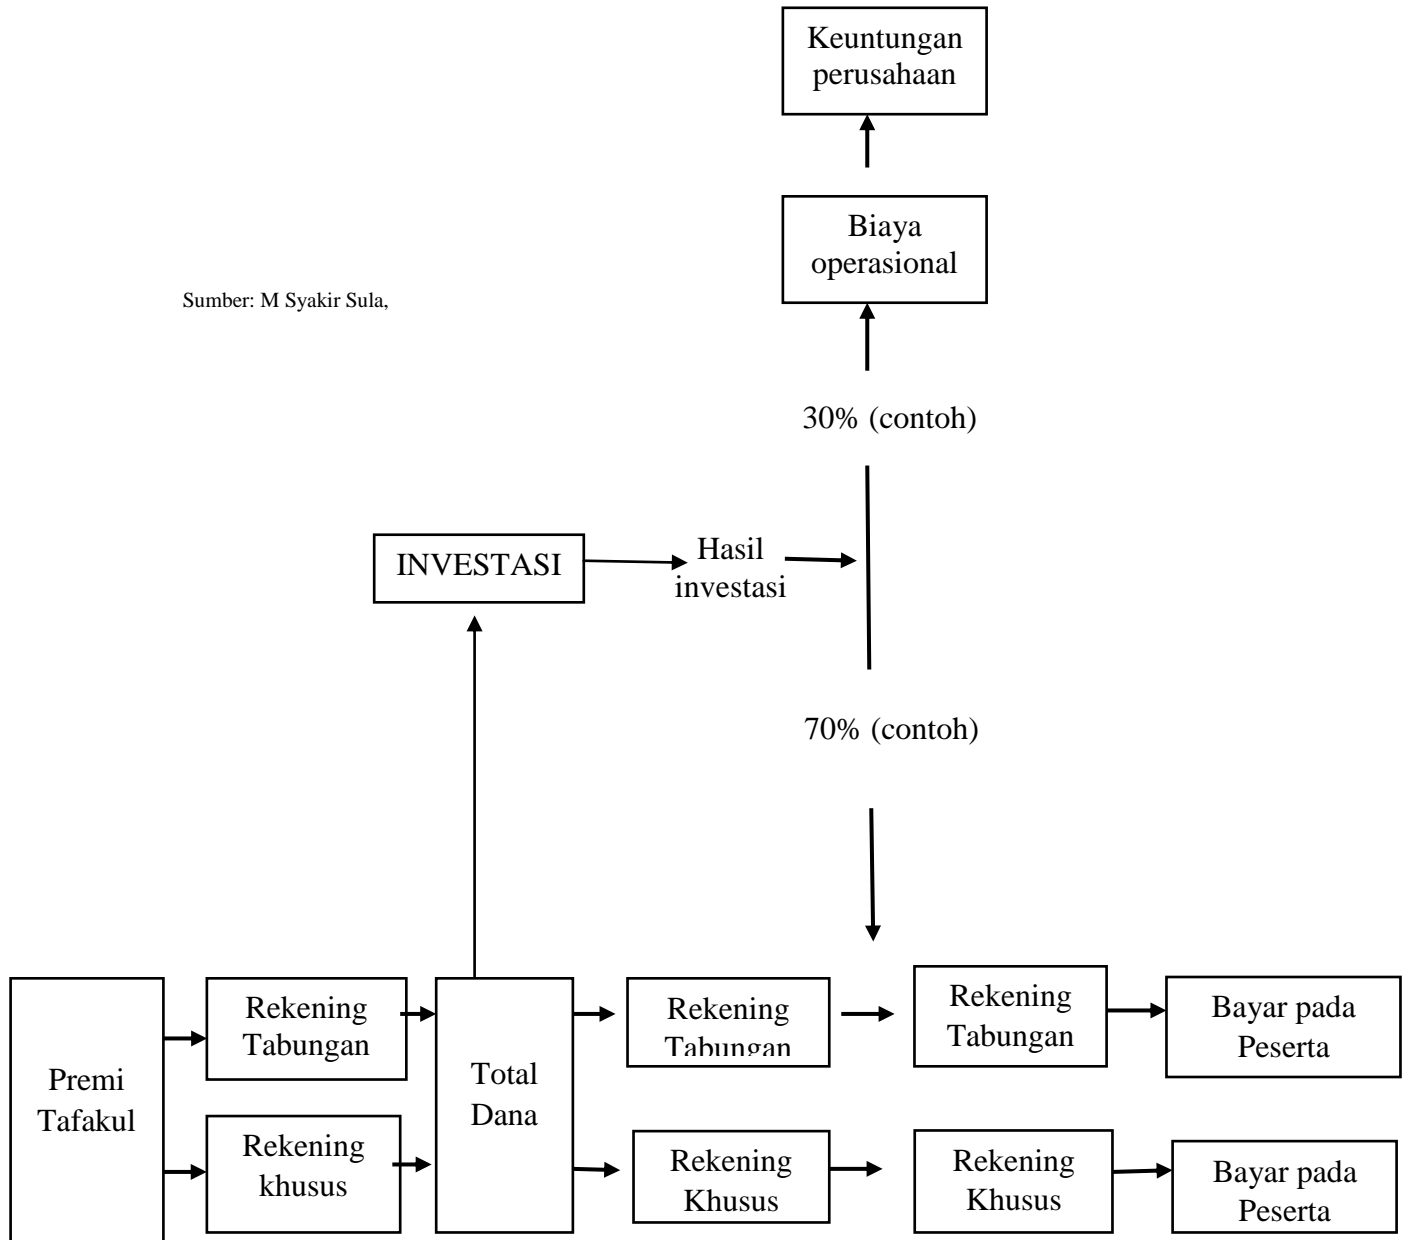 Keuntungan
perusahaan
Biaya
operasional
Sumber: M Syakir Sula,
30% (contoh)
INVESTASI
Hasil
investasi
70% (contoh)
Premi
Tafakul
Rekening
Tabungan
Rekening
khusus
Total
Dana
Rekening
Tabungan
Rekening
Khusus
Rekening
Tabungan
Rekening
Khusus
Bayar pada
Peserta
Bayar pada
Peserta